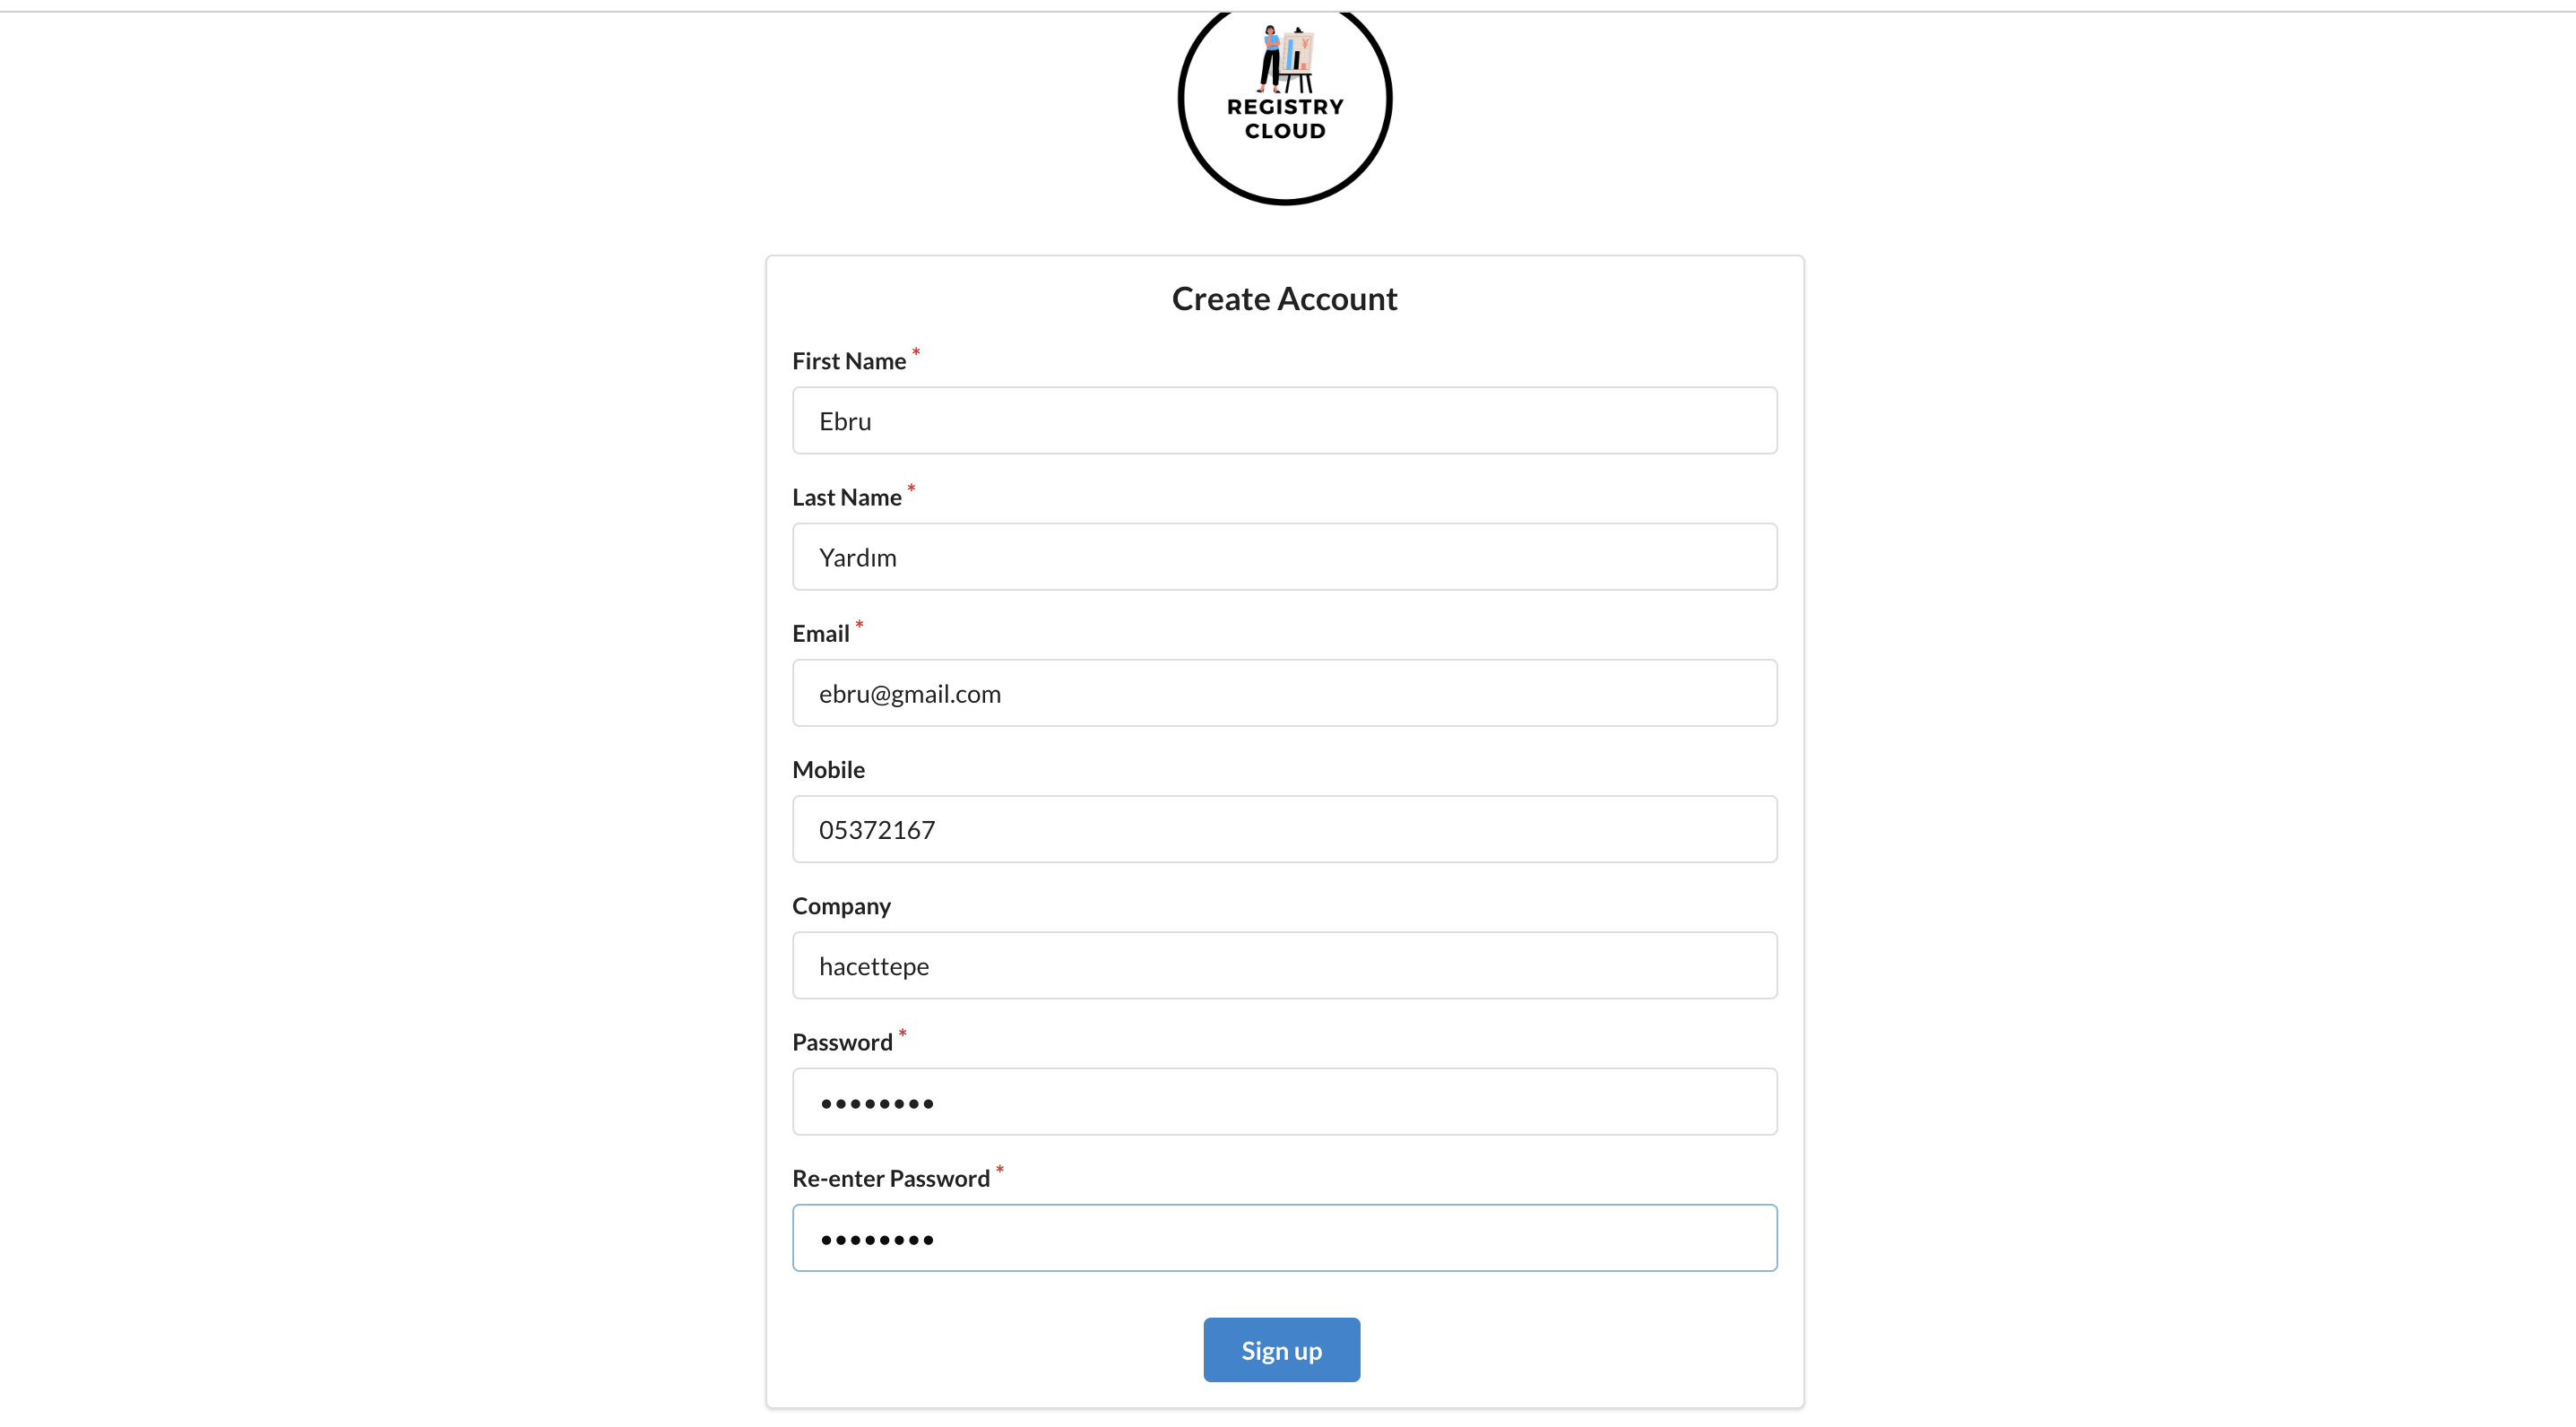 REGISTRY
CLOUD
Create Account
First Name *
Ebru
Last Name *
Yardım
Email *
ebru@gmail.com
Mobile
05372167
Company
hacettepe
Password *
••••••••
Re-enter Password *
••••••••
Sign up